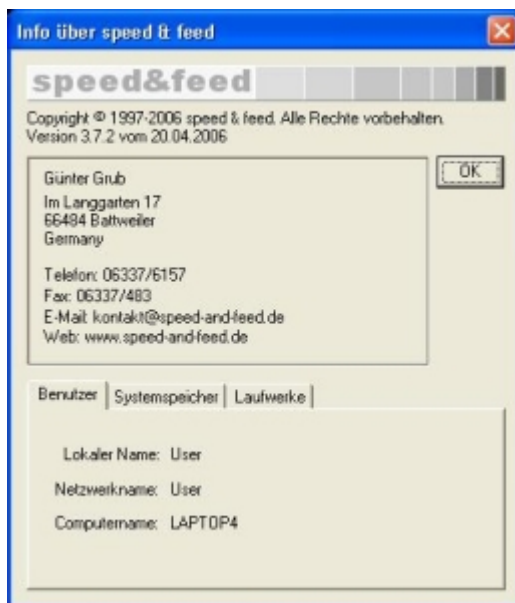 Info über speed & feed
speed&feed
Copyright © 1997-2006 speed & feed. Alle Rechte vorbehalten.
Version 3.7.2 vom 20.04.2006
OK
Günter Grub
Im Langgarten 17
66484 Battweiler
Germany
Telefon: 06337/6157
Fax: 06337/483
E-Mail: kontakt@speed-and-feed.de
Web: www.speed-and-feed.de
Benutzer Systemspeicher Laufwerke
Lokaler Name: User
Netzwerkname: User
Computername: LAPTOP4